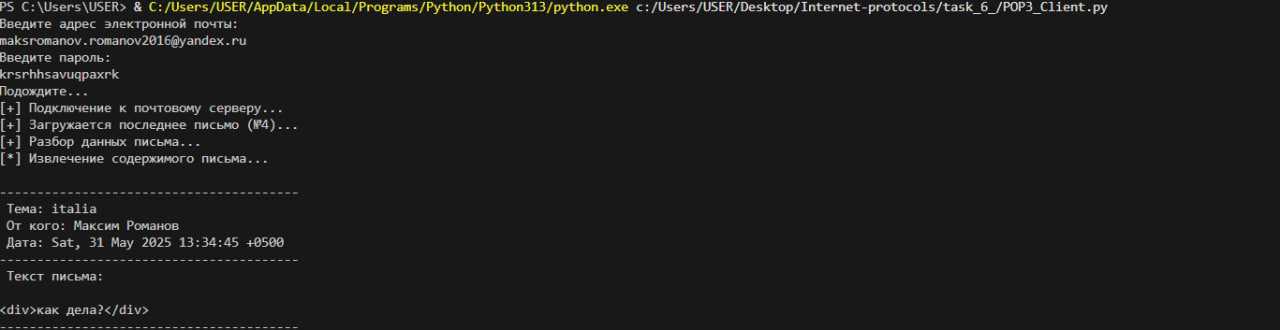 PS C:\Users\USER> & C:/Users/USER/AppData/Local/Programs/Python/Python313/python.exe c:/Users/USER/Desktop/Internet-protocols/task_6_/POP3_Client.py
Введите адрес электронной почты:
maksromanov.romanov2016@yandex.ru
Введите пароль:
krsrhhsavuqpaxrk
Подождите...
[+] Подключение к почтовому серверу...
[+] Загружается последнее письмо (№4)...
[+] Разбор данных письма...
[*] Извлечение содержимого письма...
----------------------------------------
Тема: italia
От кого: Максим Романов
Дата: Sat, 31 May 2025 13:34:45 +0500
----------------------------------------
Текст письма:
<div>как дела?</div>
----------------------------------------